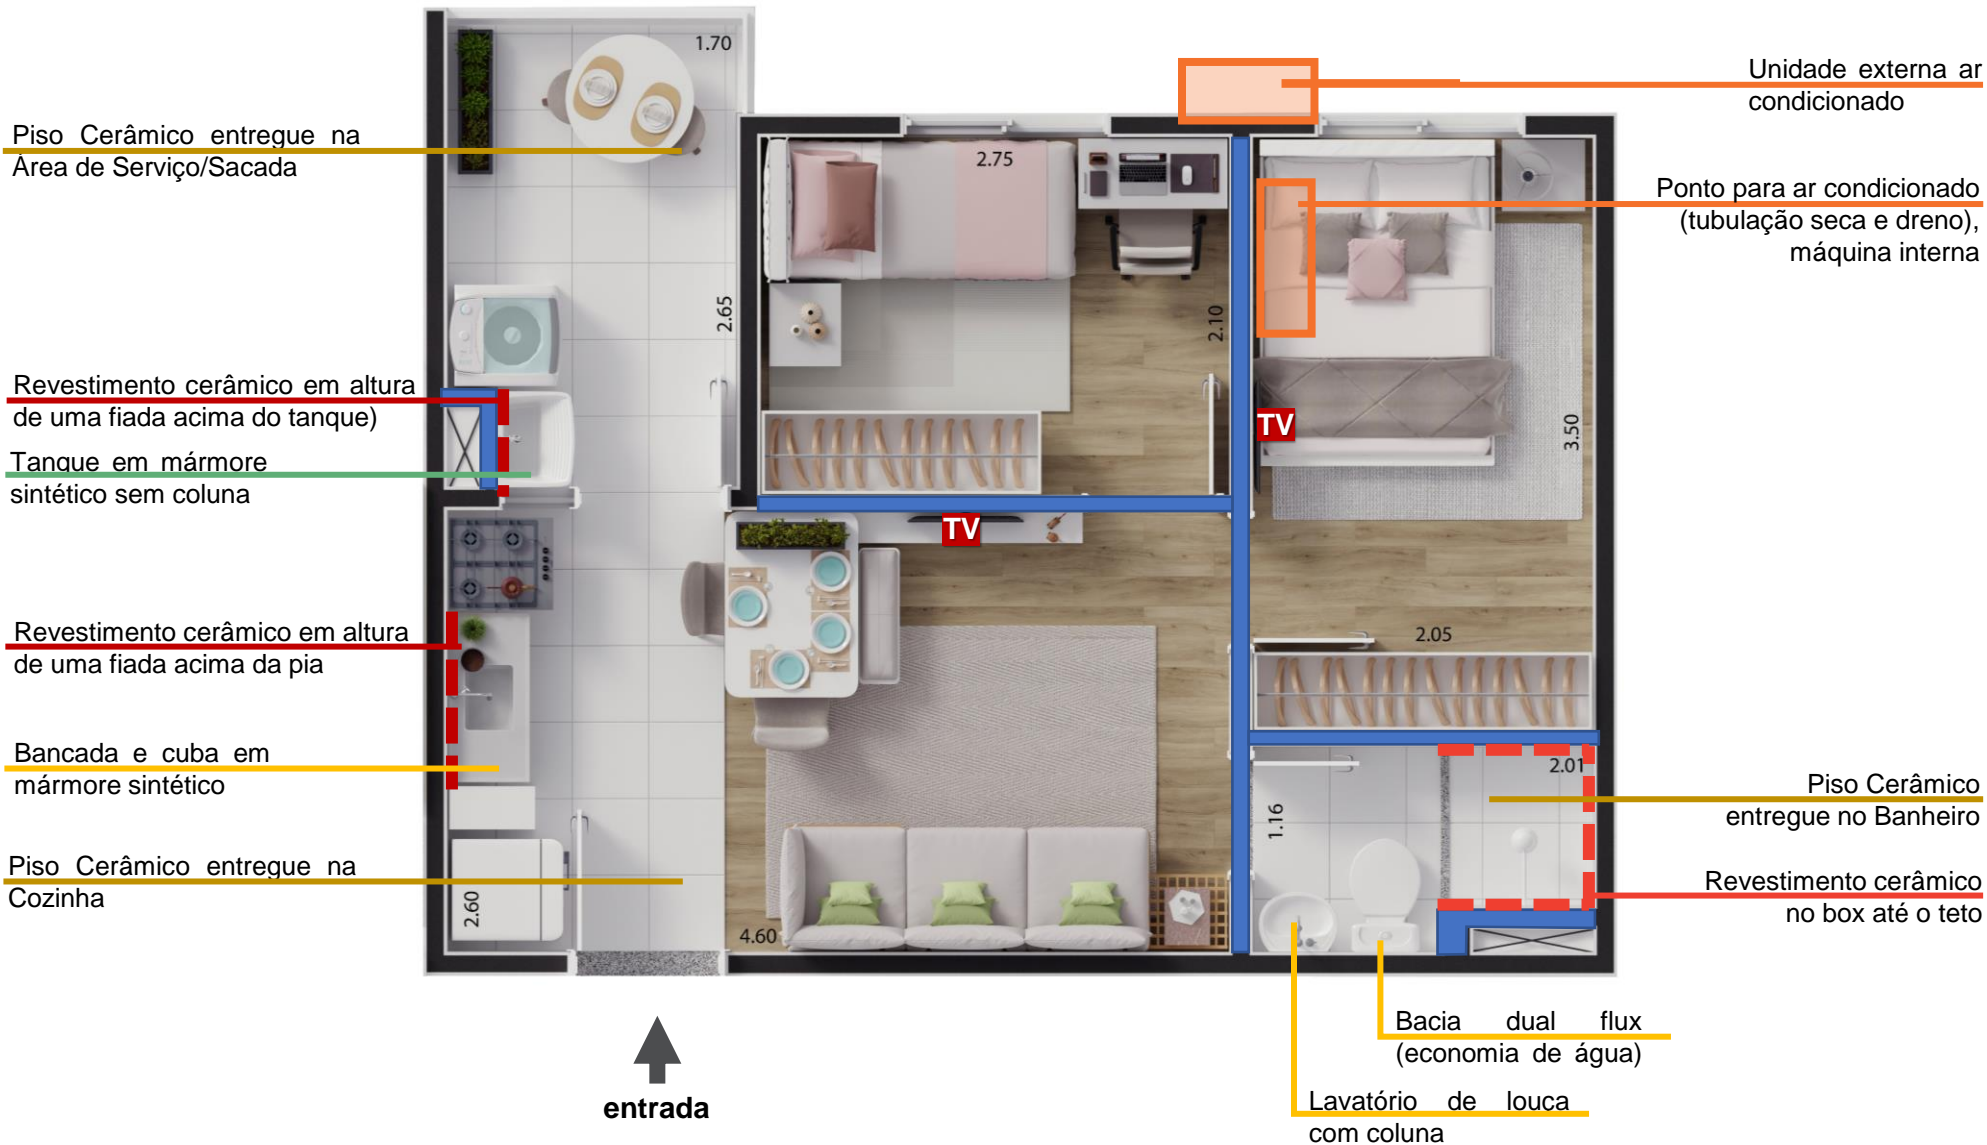 1.70
Unidade externa ar
condicionado
Piso Cerâmico entregue na
Área de Serviço/Sacada
2.75
Ponto para ar condicionado
(tubulação seca e dreno),
máquina interna
2.65
2.10
Revestimento cerâmico em altura
de uma fiada acima do tanque)
TV
3.50
Tanque em mármore
sintético sem coluna
TV
Revestimento cerâmico em altura
de uma fiada acima da pia
2.05
Bancada e cuba em
mármore sintético
2.01
Piso Cerâmico
entregue no Banheiro
1.16
Piso Cerâmico entregue na
Cozinha
Revestimento cerâmico
no box até o teto
2.60
4.60
Bacia dual flux
(economia de água)
entrada
Lavatório de louca
com coluna